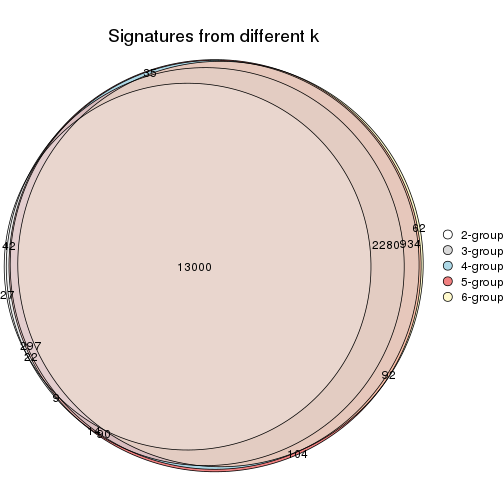 Signatures from different k
35
62
42
2280
934
13000
27
297
22
92
9
90
104
2-group
3-group
4-group
5-group
6-group